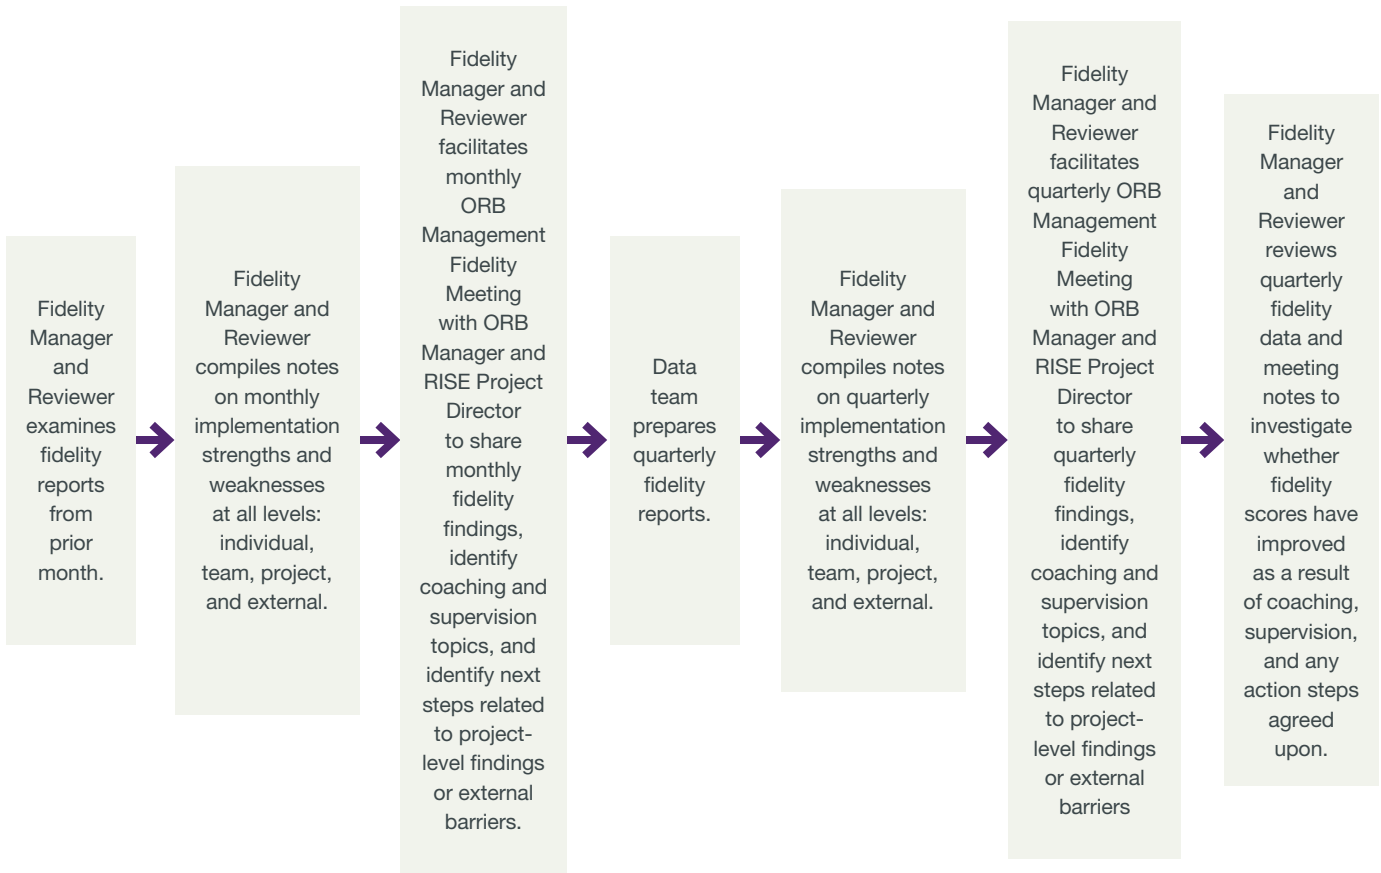 Fidelity
Manager
and
Reviewer
examines
fidelity
reports
from
prior
month.
Fidelity
Manager and
Reviewer
compiles notes
on monthly
implementation
strengths and
weaknesses
at all levels:
individual,
team, project,
and external.
Fidelity
Manager and
Reviewer
facilitates
monthly
ORB
Management
Fidelity
Meeting
with ORB
Manager and
RISE Project
Director
to share
monthly
fidelity
findings,
identify
coaching and
supervision
topics, and
identify next
steps related
to project-
level findings
or external
barriers.
Data
team
prepares
quarterly
fidelity
reports.
Fidelity
Manager and
Reviewer
compiles notes
on quarterly
implementation
strengths and
weaknesses
at all levels:
individual,
team, project,
and external.
Fidelity
Manager and
Reviewer
facilitates
quarterly ORB
Management
Fidelity
Meeting
with ORB
Manager and
RISE Project
Director
to share
quarterly
fidelity
findings,
identify
coaching and
supervision
topics, and
identify next
steps related
to project-
level findings
or external
barriers
Fidelity
Manager
and
Reviewer
reviews
quarterly
fidelity
data and
meeting
notes to
investigate
whether
fidelity
scores have
improved
as a result
of coaching,
supervision,
and any
action steps
agreed
upon.